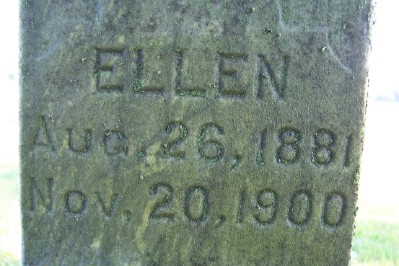 ELLEN
Aug. 26, 1881
Nov. 20, 1900